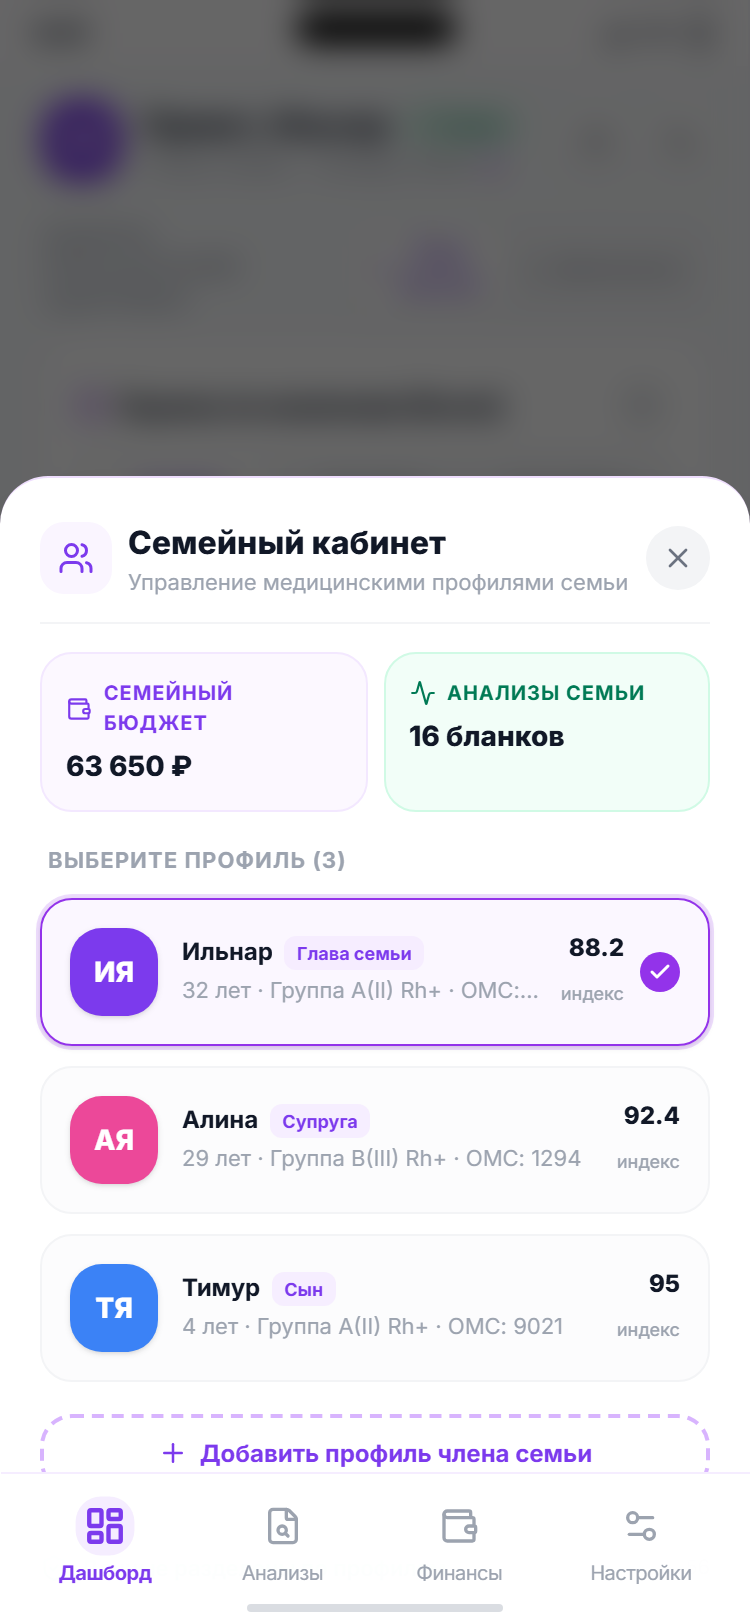 Семейный кабинет
Управление медицинскими профилями семьи
СЕМЕЙНЫЙ
БЮДЖЕТ
63 650 ₽
АНАЛИЗЫ СЕМЬИ
16 бланков
ВЫБЕРИТЕ ПРОФИЛЬ (3)
ИЯ
Ильнар Глава семьи
32 лет · Группа A(II) Rh+ · ОМС:...
88.2
индекс
АЯ
Алина Супруга
29 лет · Группа B(III) Rh+ · ОМС: 1294
92.4
индекс
ТЯ
Тимур Сын
4 лет · Группа A(II) Rh+ · ОМС: 9021
95
индекс
+ Добавить профиль члена семьи
Дашборд
Анализы
Финансы
Настройки